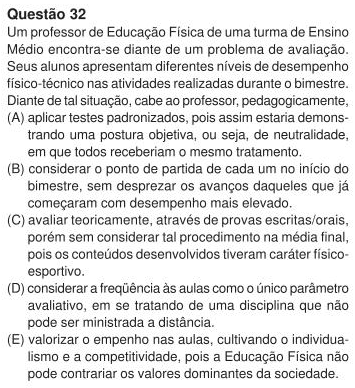 Questão 32
Um professor de Educação Física de uma turma de Ensino
Médio encontra-se diante de um problema de avaliação.
Seus alunos apresentam diferentes níveis de desempenho
físico-técnico nas atividades realizadas durante o bimestre.
Diante de tal situação, cabe ao professor, pedagogicamente,
(A) aplicar testes padronizados, pois assim estaria demons-
trando uma postura objetiva, ou seja, de neutralidade,
em que todos receberiam o mesmo tratamento.
(B) considerar o ponto de partida de cada um no início do
bimestre, sem desprezar os avanços daqueles que já
começaram com desempenho mais elevado.
(C) avaliar teoricamente, através de provas escritas/orais,
porém sem considerar tal procedimento na média final,
pois os conteúdos desenvolvidos tiveram caráter físico-
esportivo.
(D) considerar a freqüência às aulas como o único parâmetro
avaliativo, em se tratando de uma disciplina que não
pode ser ministrada a distância.
(E) valorizar o empenho nas aulas, cultivando o individua-
lismo e a competitividade, pois a Educação Física não
pode contrariar os valores dominantes da sociedade.